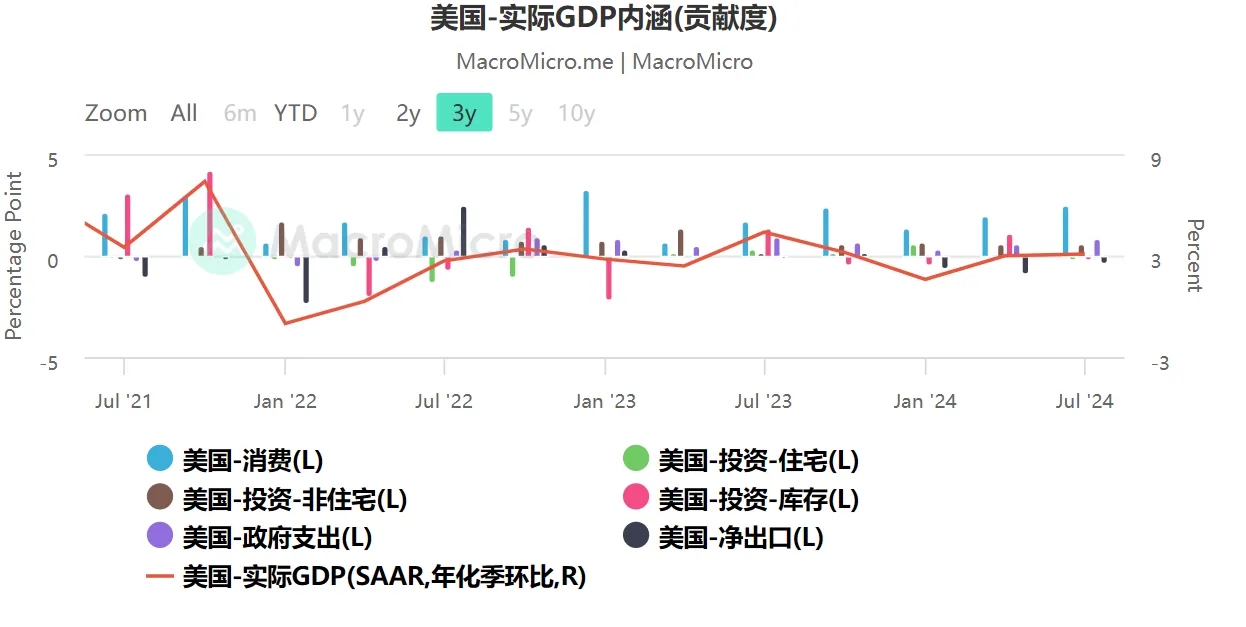 美国-实际GDP内涵(贡献度)
MacroMicro.me | MacroMicro
Zoom All 6m YTD 1y 2y 3y 5y 10y
Percentage Point
5
0
-5
MacroMicro
9
3
-3
Percent
Jul '21 Jan '22 Jul '22 Jan '23 Jul '23 Jan '24 Jul '24
美国-消费(L) 美国-投资-住宅(L)
美国-投资-非住宅(L) 美国-投资-库存(L)
美国-政府支出(L) 美国-净出口(L)
美国-实际GDP(SAAR,年化季环比,R)